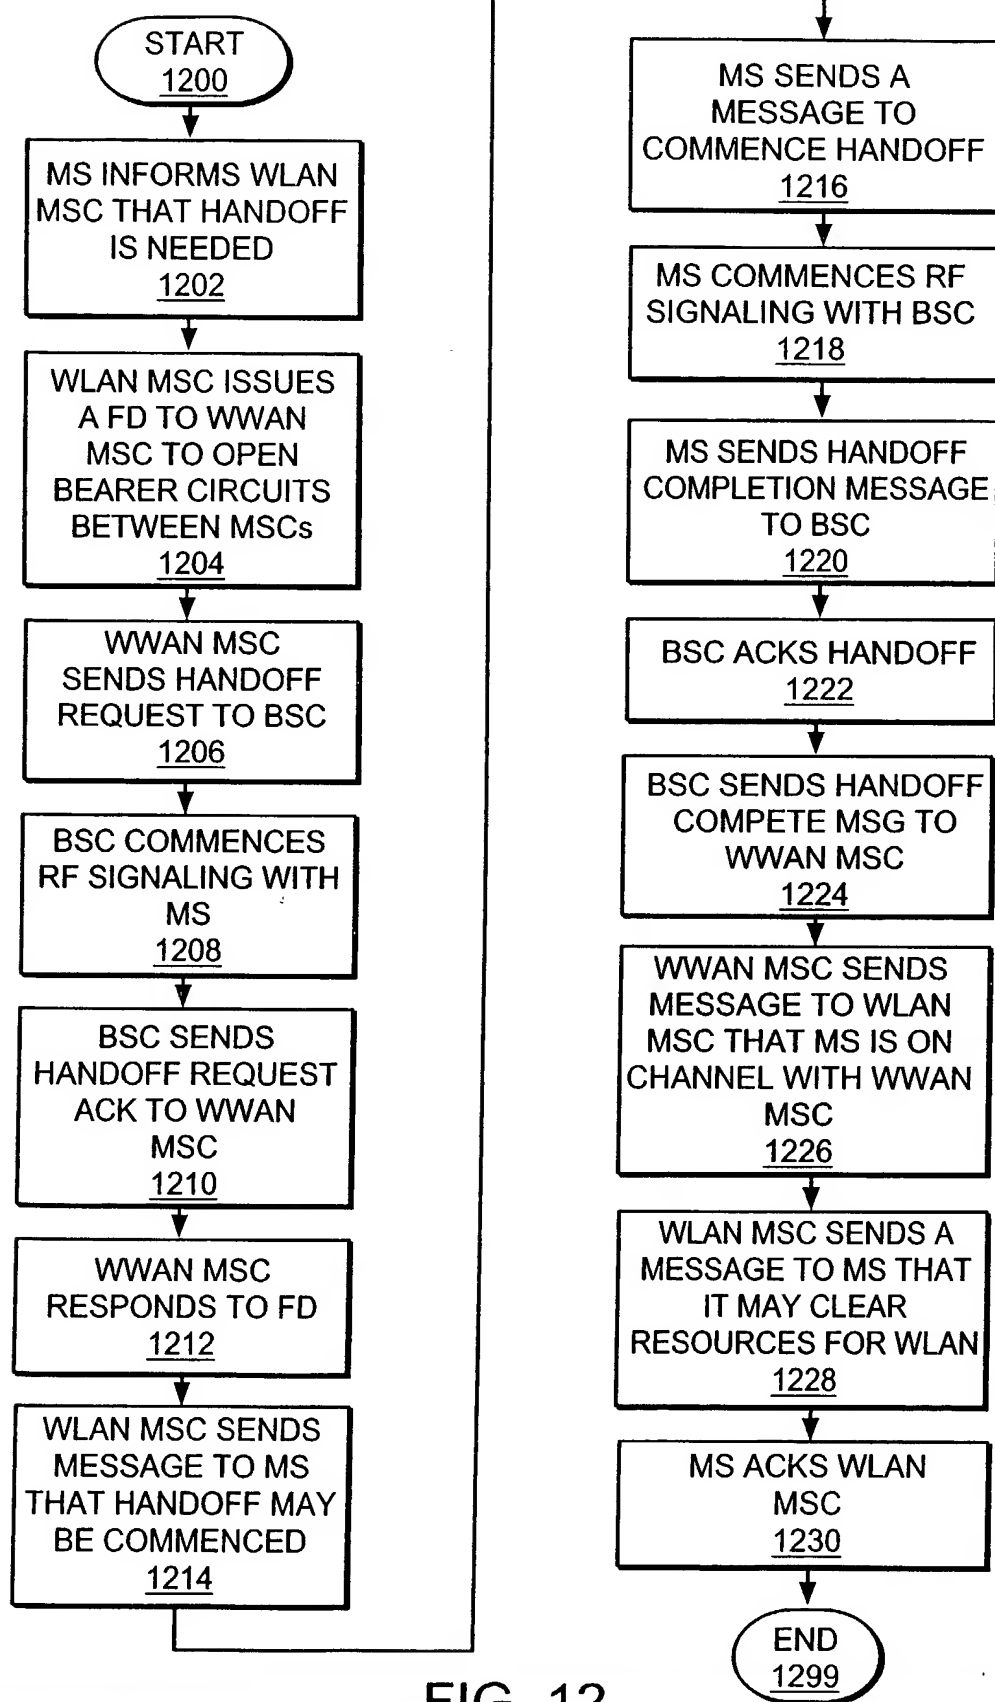 START
1200
MS INFORMS WLAN
MSC THAT HANDOFF
IS NEEDED
1202
WLAN MSC ISSUES
A FD TO WWAN
MSC TO OPEN
BEARER CIRCUITS
BETWEEN MSCs
1204
WWAN MSC
SENDS HANDOFF
REQUEST TO BSC
1206
BSC COMMENCES
RF SIGNALING WITH
MS
1208
BSC SENDS
HANDOFF REQUEST
ACK TO WWAN
MSC
1210
WWAN MSC
RESPONDS TO FD
1212
WLAN MSC SENDS
MESSAGE TO MS
THAT HANDOFF MAY
BE COMMENCED
1214
MS SENDS A
MESSAGE TO
COMMENCE HANDOFF
1216
MS COMMENCES RF
SIGNALING WITH BSC
1218
MS SENDS HANDOFF
COMPLETION MESSAGE
TO BSC
1220
BSC ACKS HANDOFF
1222
BSC SENDS HANDOFF
COMPETE MSG TO
WWAN MSC
1224
WWAN MSC SENDS
MESSAGE TO WLAN
MSC THAT MS IS ON
CHANNEL WITH WWAN
MSC
1226
WLAN MSC SENDS A
MESSAGE TO MS THAT
IT MAY CLEAR
RESOURCES FOR WLAN
1228
MS ACKS WLAN
MSC
1230
END
1299
FIG. 12